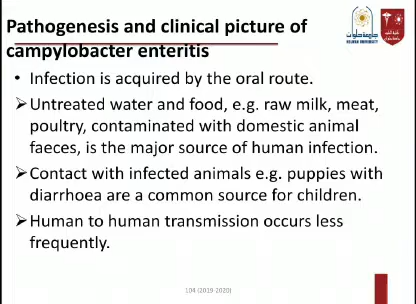 Pathogenesis and clinical picture of
campylobacter enteritis
• Infection is acquired by the oral route.
➢Untreated water and food, e.g. raw milk, meat,
poultry, contaminated with domestic animal
faeces, is the major source of human infection.
➢Contact with infected animals e.g. puppies with
diarrhoea are a common source for children.
➢Human to human transmission occurs less
frequently.
104 (2019-2020)